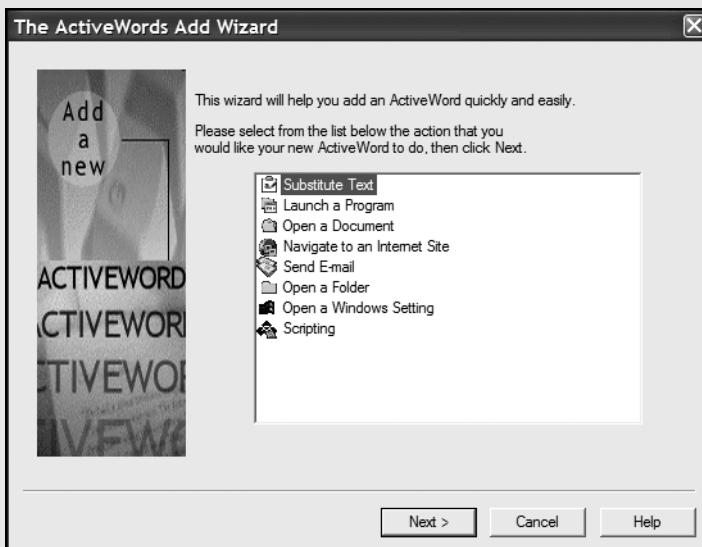 The ActiveWords Add Wizard
Add
a
new
ACTIVEWORD
ACTIVEWOR
CTIVEWO
IVEW
This wizard will help you add an ActiveWord quickly and easily.
Please select from the list below the action that you
would like your new ActiveWord to do, then click Next.
Substitute Text
Launch a Program
Open a Document
Navigate to an Internet Site
Send E-mail
Open a Folder
Open a Windows Setting
Scripting
Next >
Cancel
Help